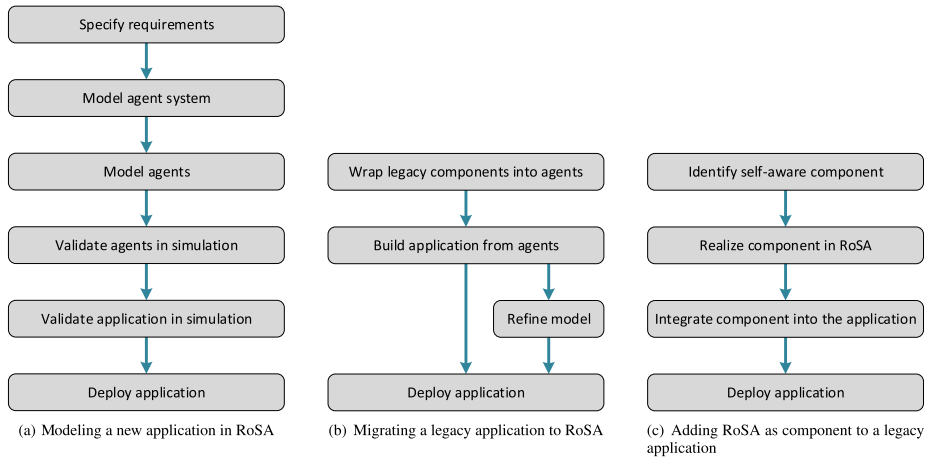 Specify requirements
Model agent system
Model agents
Validate agents in simulation
Validate application in simulation
Deploy application
(a) Modeling a new application in RoSA
Wrap legacy components into agents
Build application from agents
Refine model
Deploy application
(b) Migrating a legacy application to RoSA
Identify self-aware component
Realize component in RoSA
Integrate component into the application
Deploy application
(c) Adding RoSA as component to a legacy
application